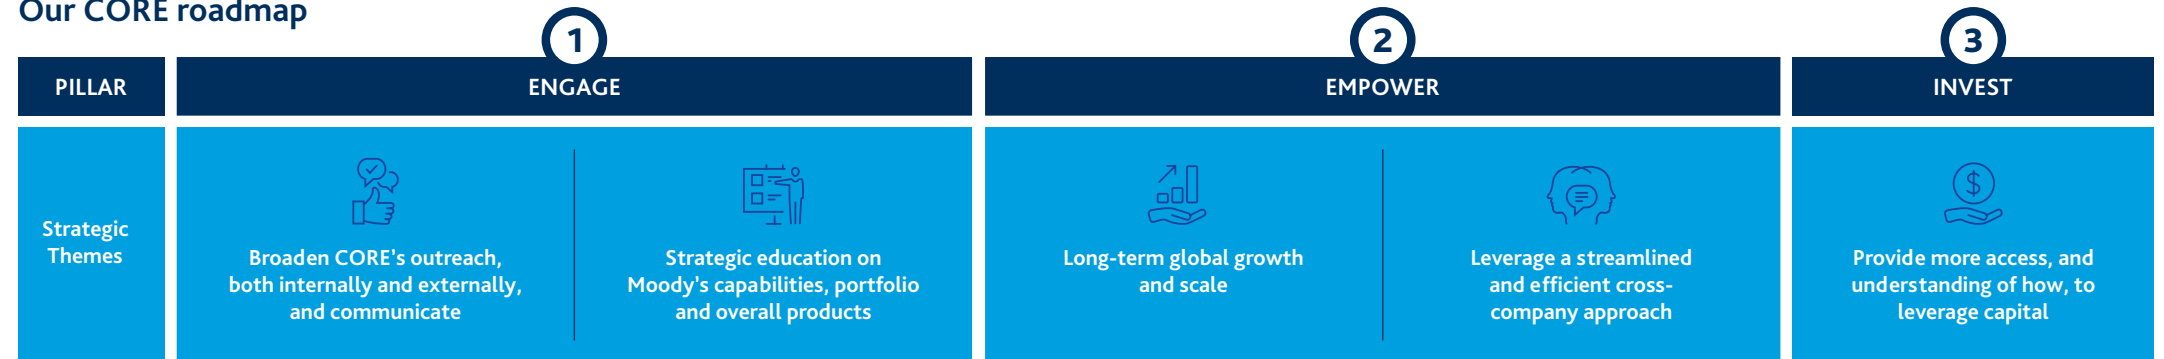 Our CORE roadmap
1
2
3
PILLAR
ENGAGE
EMPOWER
INVEST
Strategic
Themes
Broaden CORE's outreach,
both internally and externally,
and communicate
Strategic education on
Moody's capabilities, portfolio
and overall products
Long-term global growth
and scale
Leverage a streamlined
and efficient cross-
company approach
Provide more access, and
understanding of how, to
leverage capital